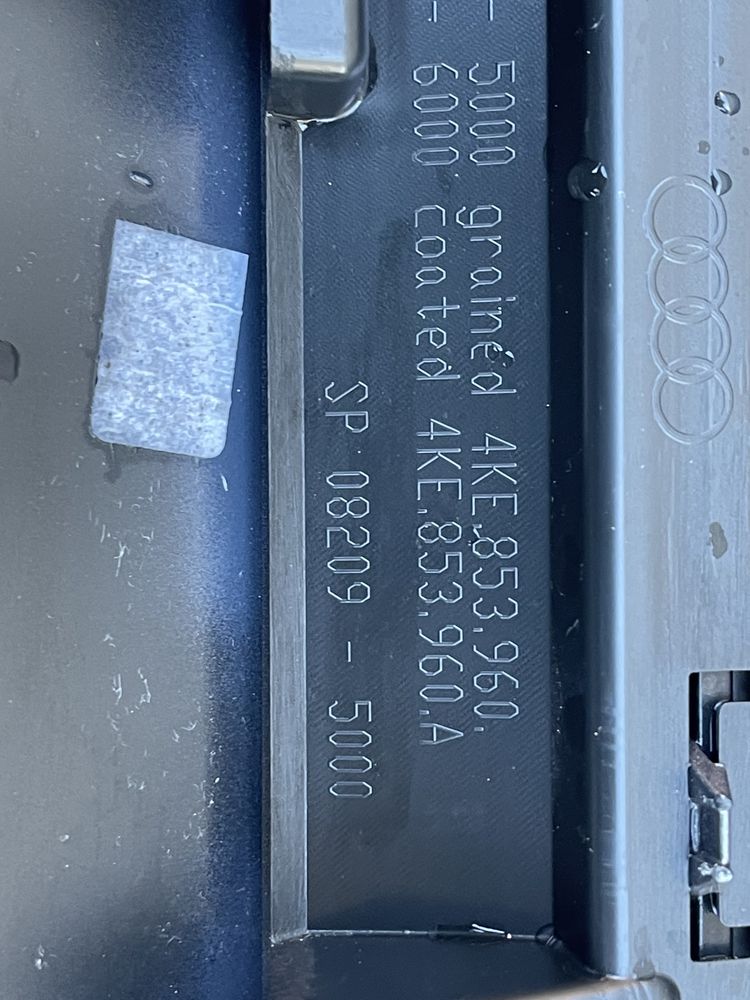 - 5000 grained 4KE.853.960.
- 6000 coated 4KE.853.960.A
SP 08209 - 5000